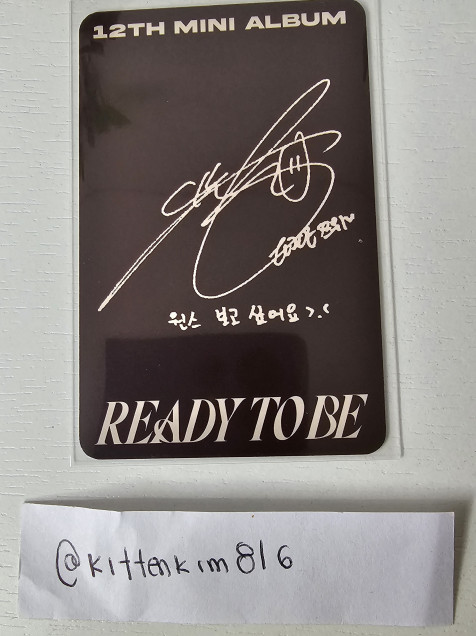 12TH MINI ALBUM
원스 보고 싶어요 >.<
READY TO BE
@kittenkim816